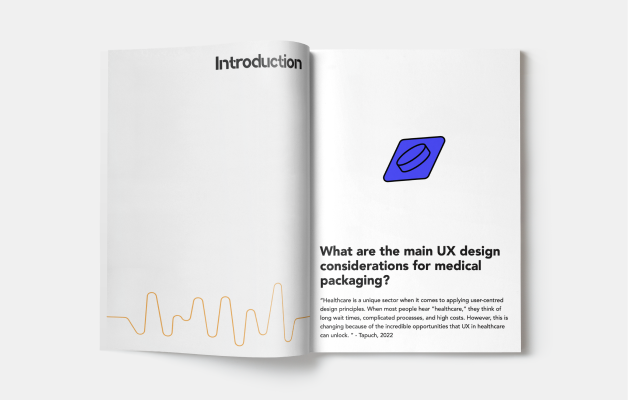 Introduction
What are the main UX design
considerations for medical
packaging?
"Healthcare is a unique sector when it comes to applying user-centred
design principles. When most people hear "healthcare," they think of
long wait times, complicated processes, and high costs. However, this is
changing because of the incredible opportunities that UX in healthcare
can unlock. " - Tapuch, 2022